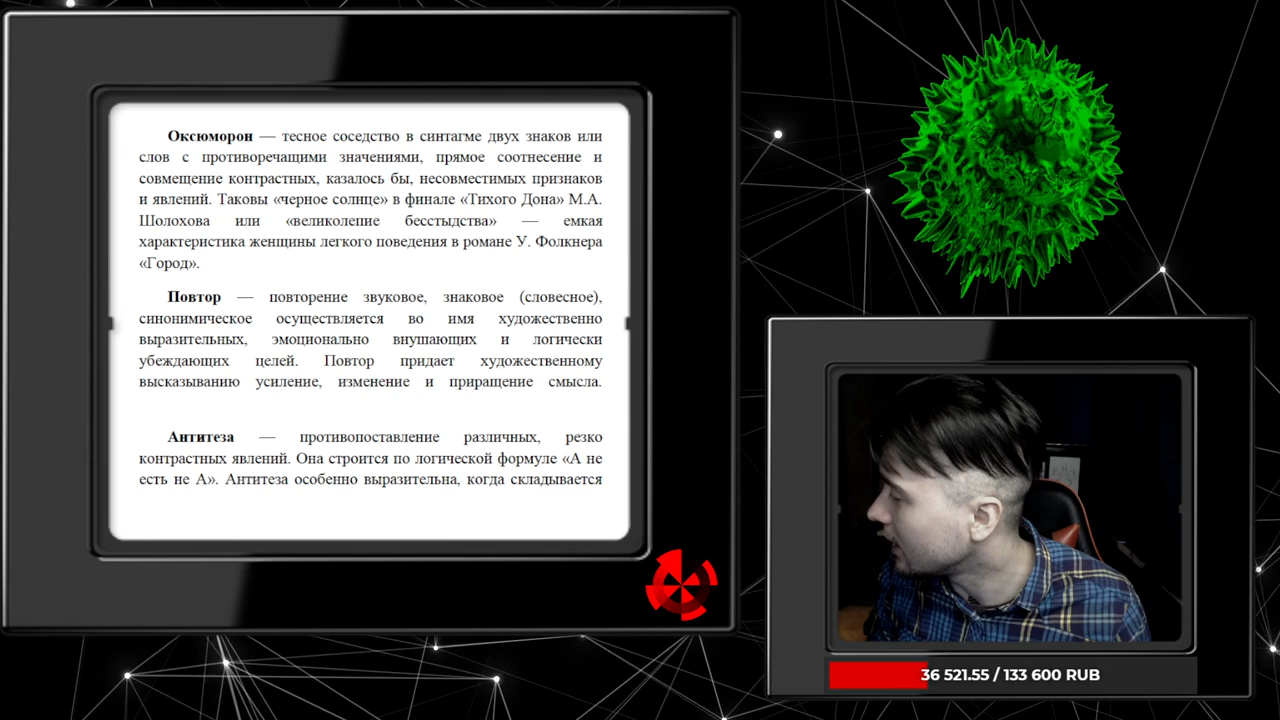 Оксюморон — тесное соседство в синтагме двух знаков или
слов с противоречащими значениями, прямое соотнесение и
совмещение контрастных, казалось бы, несовместимых признаков
и явлений. Таковы «черное солнце» в финале «Тихого Дона» М.А.
Шолохова или «великолепие бесстыдства» — емкая
характеристика женщины легкого поведения в романе У. Фолкнера
«Город».
Повтор — повторение звуковое, знаковое (словесное),
синонимическое осуществляется во имя художественно
выразительных, эмоционально внушающих и логически
убеждающих целей. Повтор придает художественному
высказыванию усиление, изменение и приращение смысла.
Антитеза — противопоставление различных, резко
контрастных явлений. Она строится по логической формуле «А не
есть не А». Антитеза особенно выразительна, когда складывается
36 521.55 / 133 600 RUB